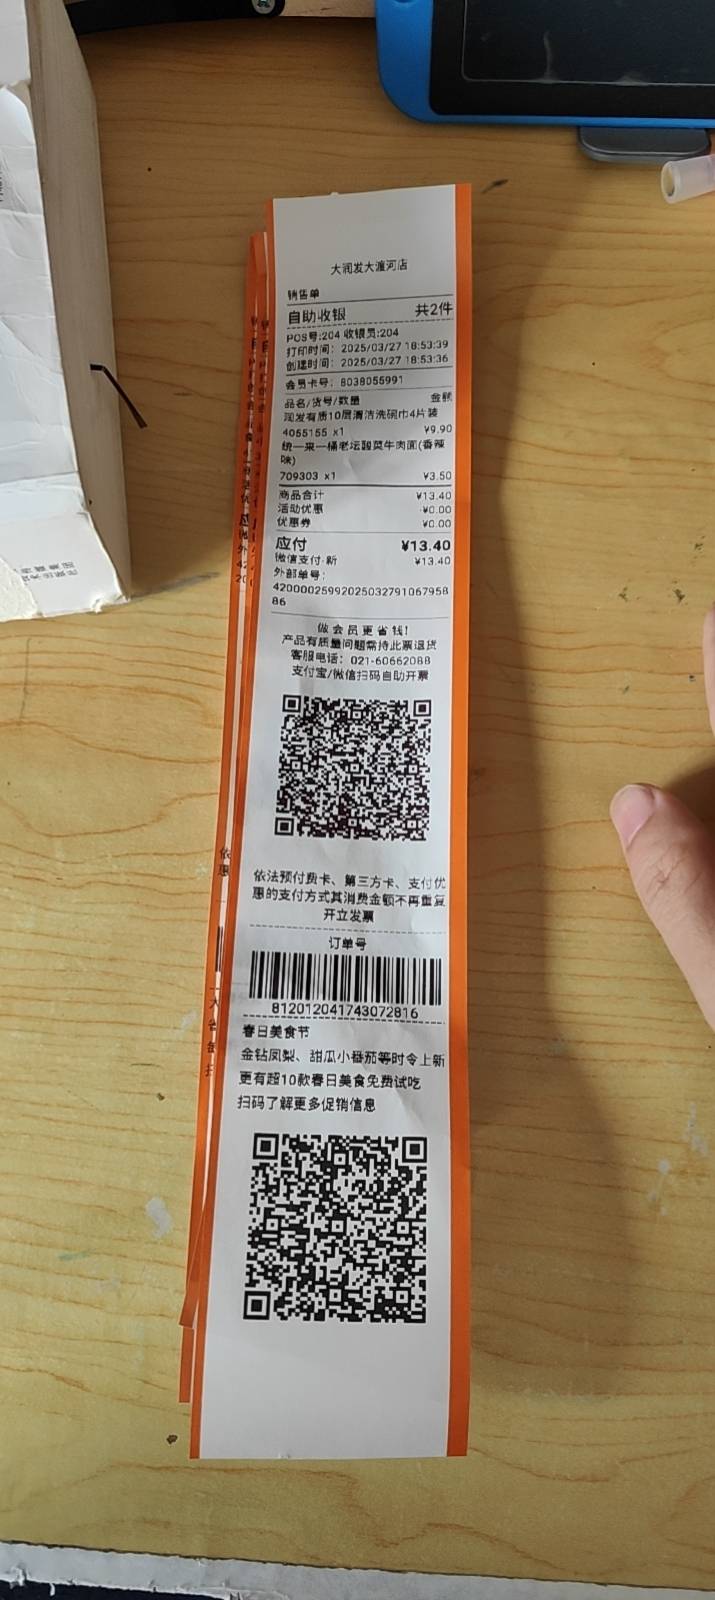 大润发大渡河店
销售单
自助收银 共2件
POS号:204 收银员:204
打印时间: 2025/03/27 18:53:39
创建时间: 2025/03/27 18:53:36
会员卡号: 8038055991
品名/货号/数量 金额
润发有质10层清洁洗碗巾4片装
4055155 x1 ¥9.90
统一来一桶老坛酸菜牛肉面(香辣
味)
709303 x1 ¥3.50
商品合计 ¥13.40
活动优惠 -¥0.00
优惠券 ¥0.00
应付 ¥13.40
微信支付-新 ¥13.40
外部单号:
42000025992025032791067958
86
做会员更省钱!
产品有质量问题需持此票退货
客服电话: 021-60662088
支付宝/微信扫码自助开票
依法预付费卡、第三方卡、支付优
惠的支付方式其消费金额不再重复
开立发票
订单号
812012041743072816
春日美食节
金钻凤梨、甜瓜小番茄等时令上新
更有超10款春日美食免费试吃
扫码了解更多促销信息